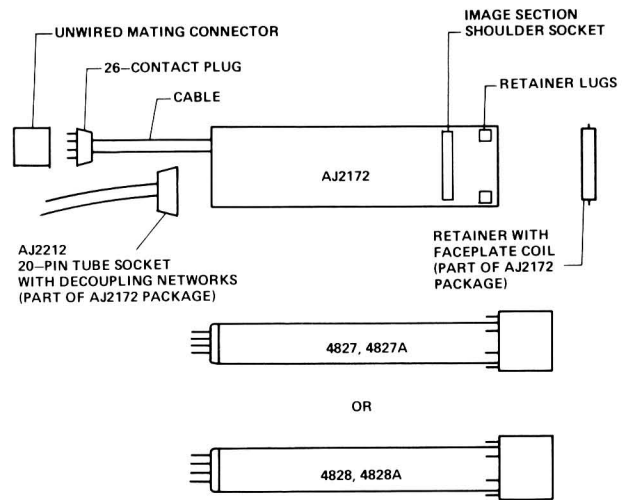 UNWIRED MATING CONNECTOR
26–CONTACT PLUG
CABLE
IMAGE SECTION
SHOULDER SOCKET
RETAINER LUGS
AJ2172
AJ2212
20–PIN TUBE SOCKET
WITH DECOUPLING NETWORKS
(PART OF AJ2172 PACKAGE)
RETAINER WITH
FACEPLATE COIL
(PART OF AJ2172
PACKAGE)
4827, 4827A
OR
4828, 4828A